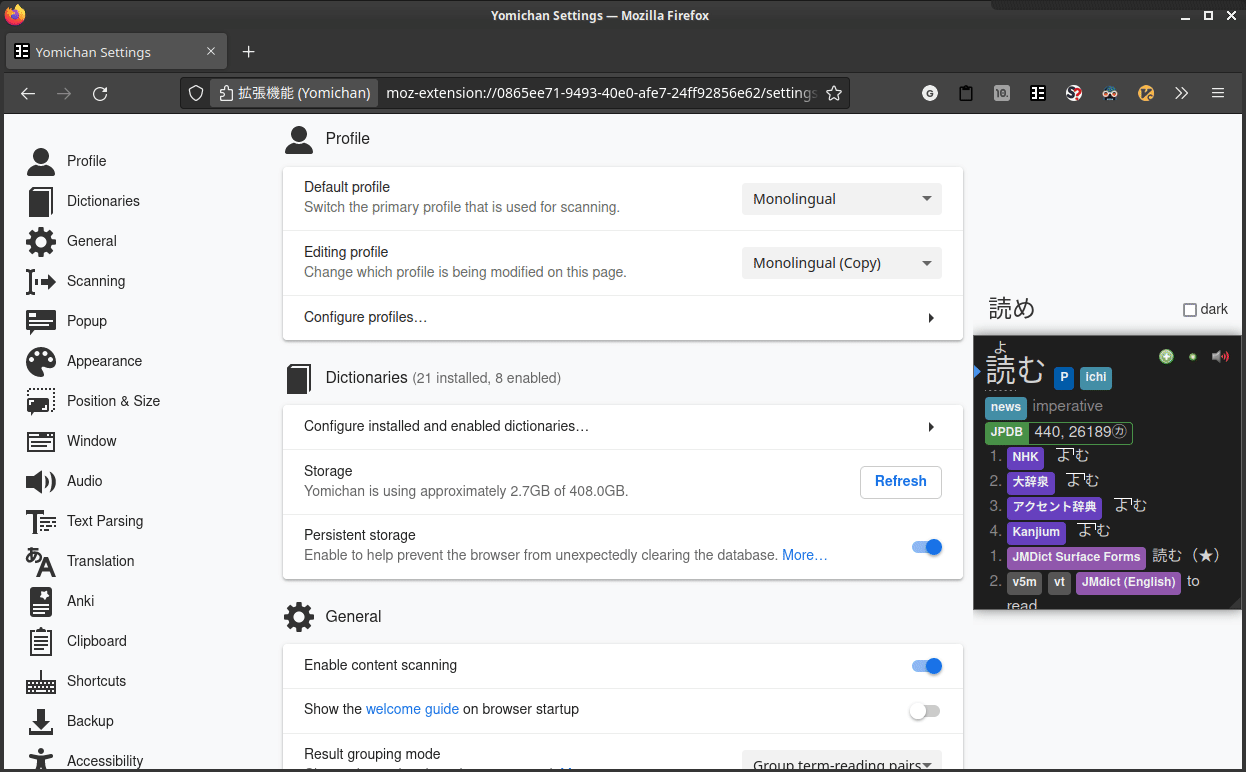 Yomichan Settings — Mozilla Firefox
Yomichan Settings
拡張機能 (Yomichan)
moz-extension://0865ee71-9493-40e0-afe7-24ff92856e62/settings
Profile
Dictionaries
General
Scanning
Popup
Appearance
Position & Size
Window
Audio
Text Parsing
Translation
Anki
Clipboard
Shortcuts
Backup
Accessibility
Profile
Default profile
Switch the primary profile that is used for scanning.
Monolingual
Editing profile
Change which profile is being modified on this page.
Monolingual (Copy)
Configure profiles…
Dictionaries (21 installed, 8 enabled)
Configure installed and enabled dictionaries…
Storage
Yomichan is using approximately 2.7GB of 408.0GB.
Refresh
Persistent storage
Enable to help prevent the browser from unexpectedly clearing the database. More…
General
Enable content scanning
Show the welcome guide on browser startup
Result grouping mode
Group term-reading pairs
読め
dark
よ
読む P ichi
news imperative
JPDB 440, 26189㋕
1. NHK よむ
2. 大辞泉 よむ
3. アクセント辞典 よむ
4. Kanjium よむ
1. JMDict Surface Forms 読む（★）
2. v5m vt JMdict (English) to
read